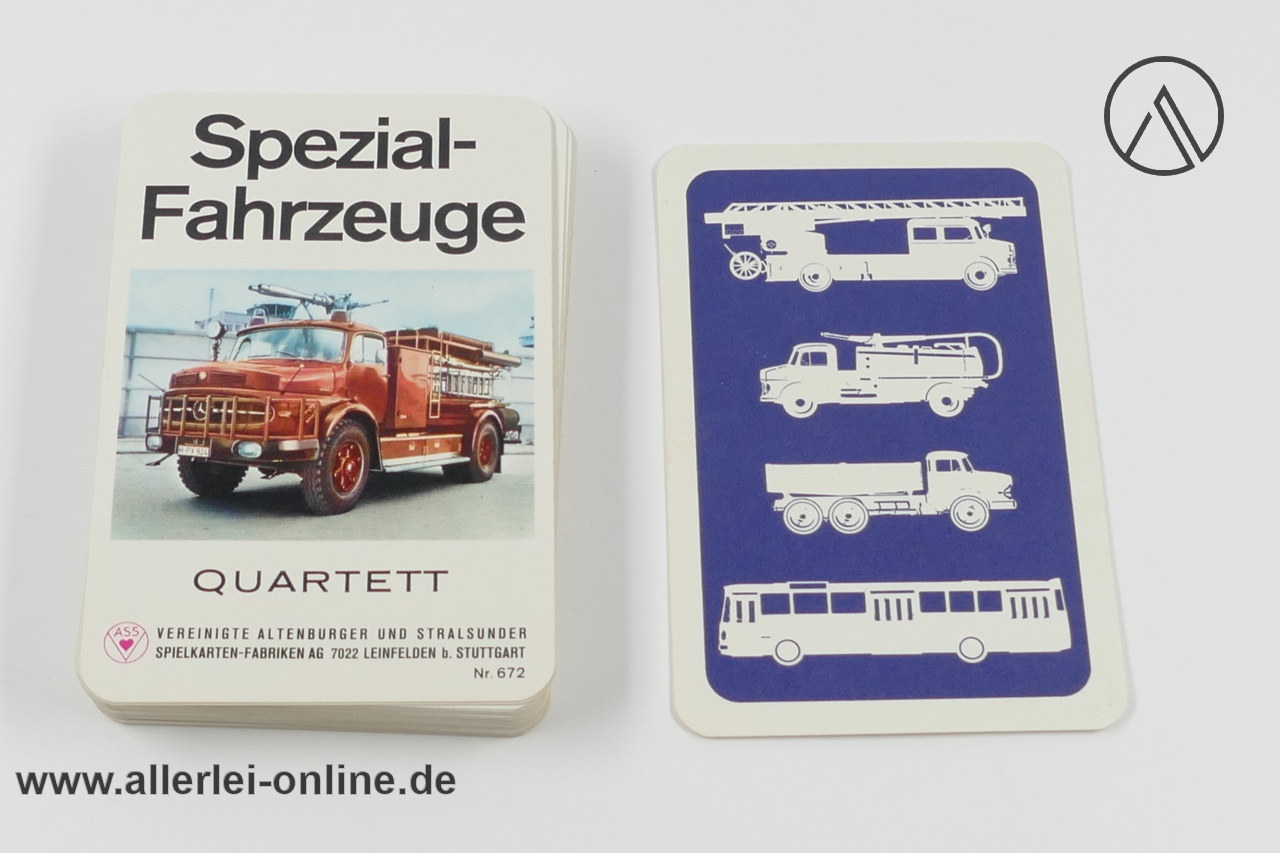 Spezial-
Fahrzeuge
QUARTETT
ASS
VEREINIGTE ALTENBURGER UND STRALSUNDER
SPIELKARTEN-FABRIKEN AG 7022 LEINFELDEN b. STUTTGART
Nr. 672
www.allerlei-online.de